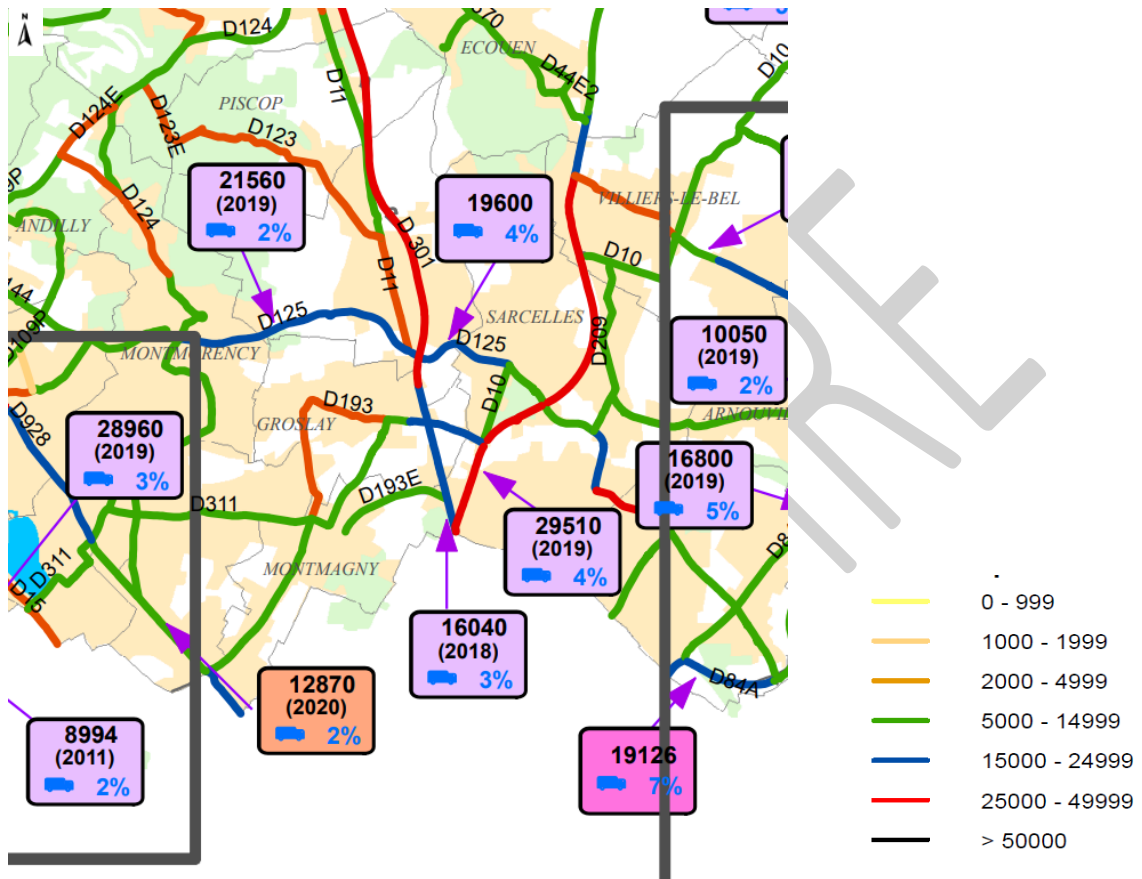 N
D124
D70
ECOUEN
D10
D44E2
D11
D124E
PISCOP
D123E
D123
21560
(2019)
2%
19600
4%
VILLIERS-LE-BEL
D124
ANDILLY
D 301
D11
D10
SARCELLES
D125
D125
D209
10050
(2019)
2%
D109P
MONTMORENCY
D10
D193
GROSLAY
D928
28960
(2019)
3%
16800
(2019)
5%
D193E
D311
29510
(2019)
4%
MONTMAGNY
D311
16040
(2018)
3%
12870
(2020)
2%
D84A
8994
(2011)
2%
19126
7%
0 - 999
1000 - 1999
2000 - 4999
5000 - 14999
15000 - 24999
25000 - 49999
> 50000